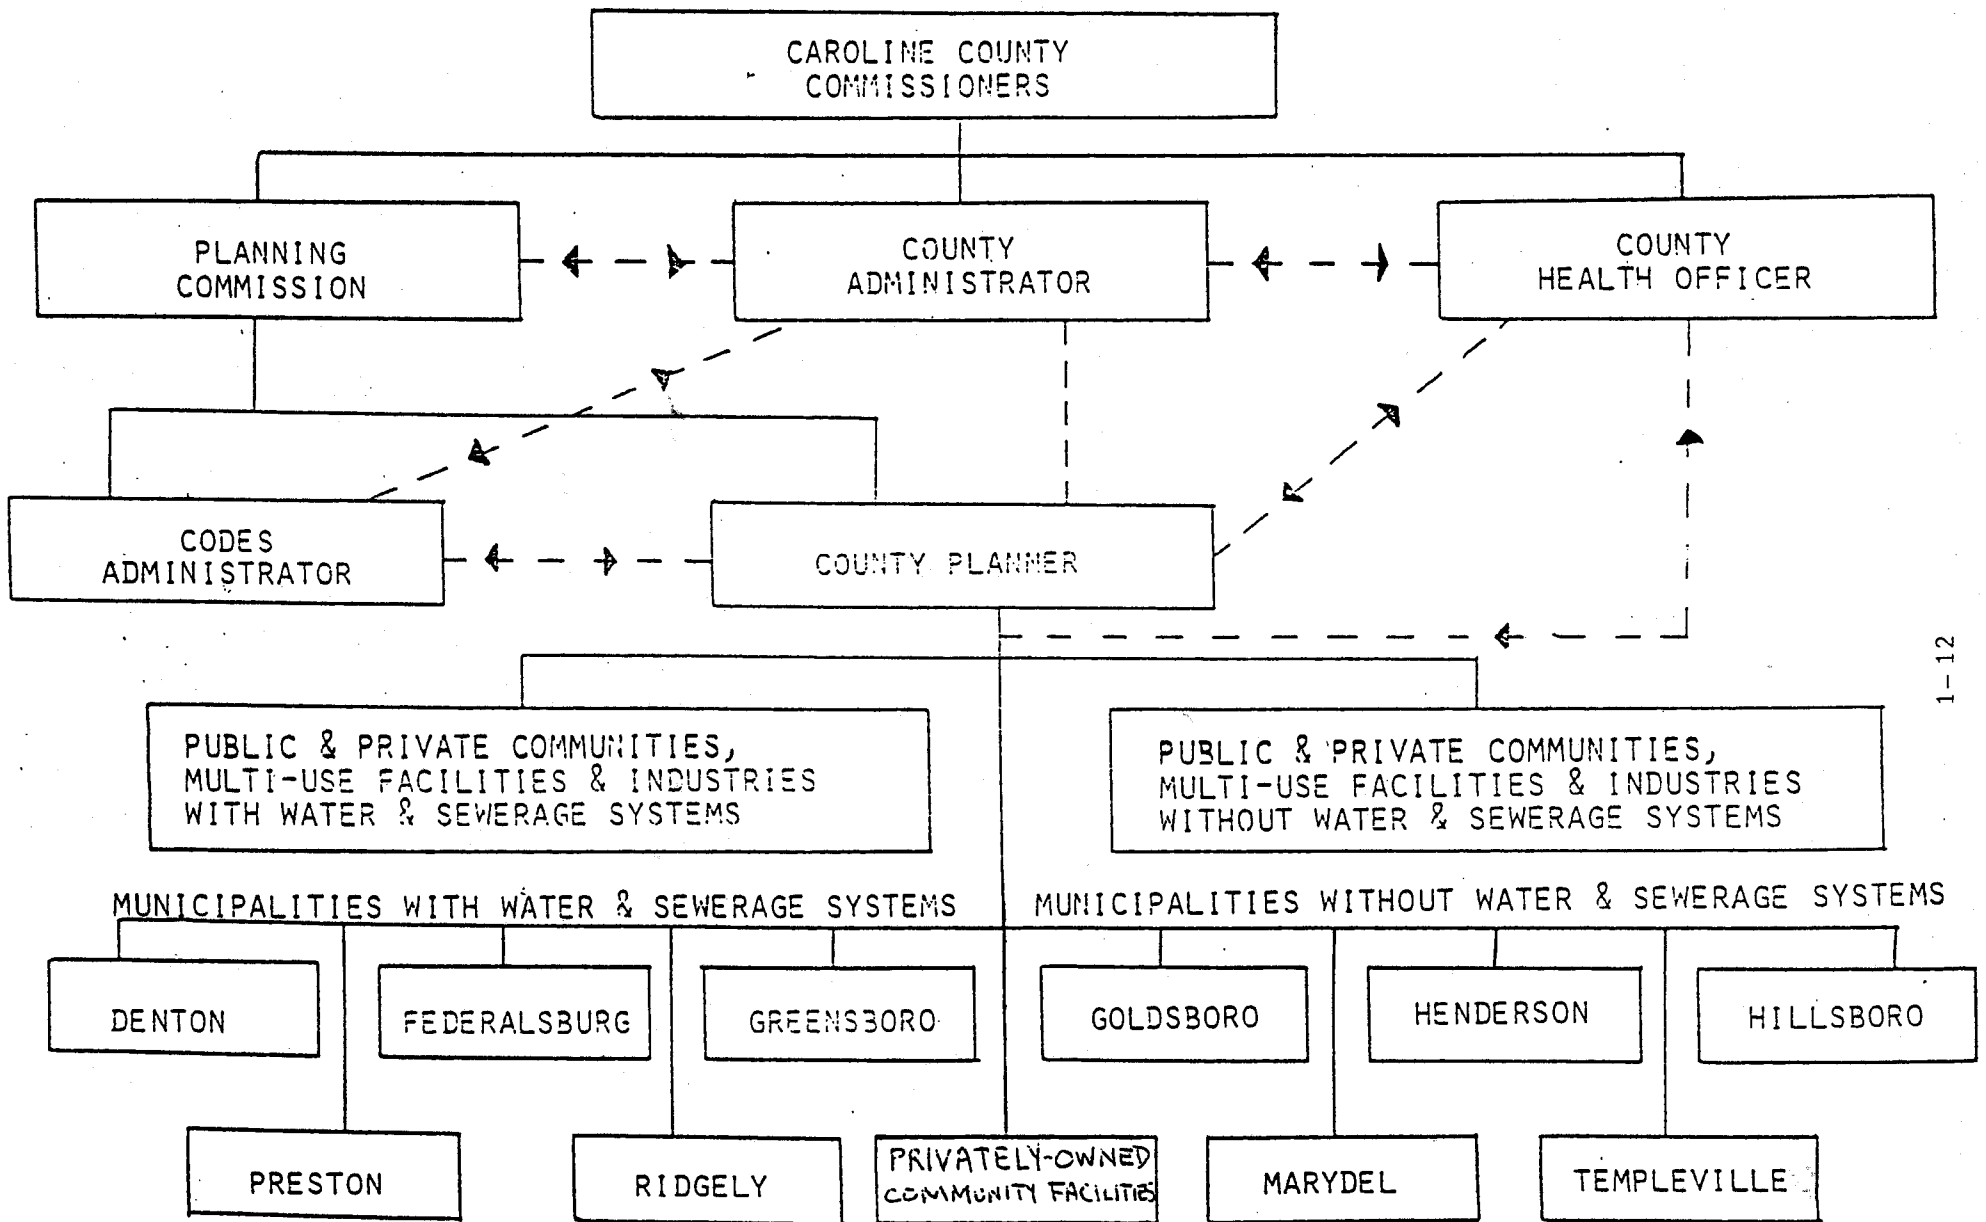 CAROLINE COUNTY
COMMISSIONERS
PLANNING
COMMISSION
COUNTY
ADMINISTRATOR
COUNTY
HEALTH OFFICER
CODES
ADMINISTRATOR
COUNTY PLANNER
1-12
PUBLIC & PRIVATE COMMUNITIES,
MULTI-USE FACILITIES & INDUSTRIES
WITH WATER & SEWERAGE SYSTEMS
PUBLIC & PRIVATE COMMUNITIES,
MULTI-USE FACILITIES & INDUSTRIES
WITHOUT WATER & SEWERAGE SYSTEMS
MUNICIPALITIES WITH WATER & SEWERAGE SYSTEMS
MUNICIPALITIES WITHOUT WATER & SEWERAGE SYSTEMS
DENTON
FEDERALSBURG
GREENSBORO
GOLDSBORO
HENDERSON
HILLSBORO
PRESTON
RIDGELY
PRIVATELY-OWNED
COMMUNITY FACILITIES
MARYDEL
TEMPLEVILLE